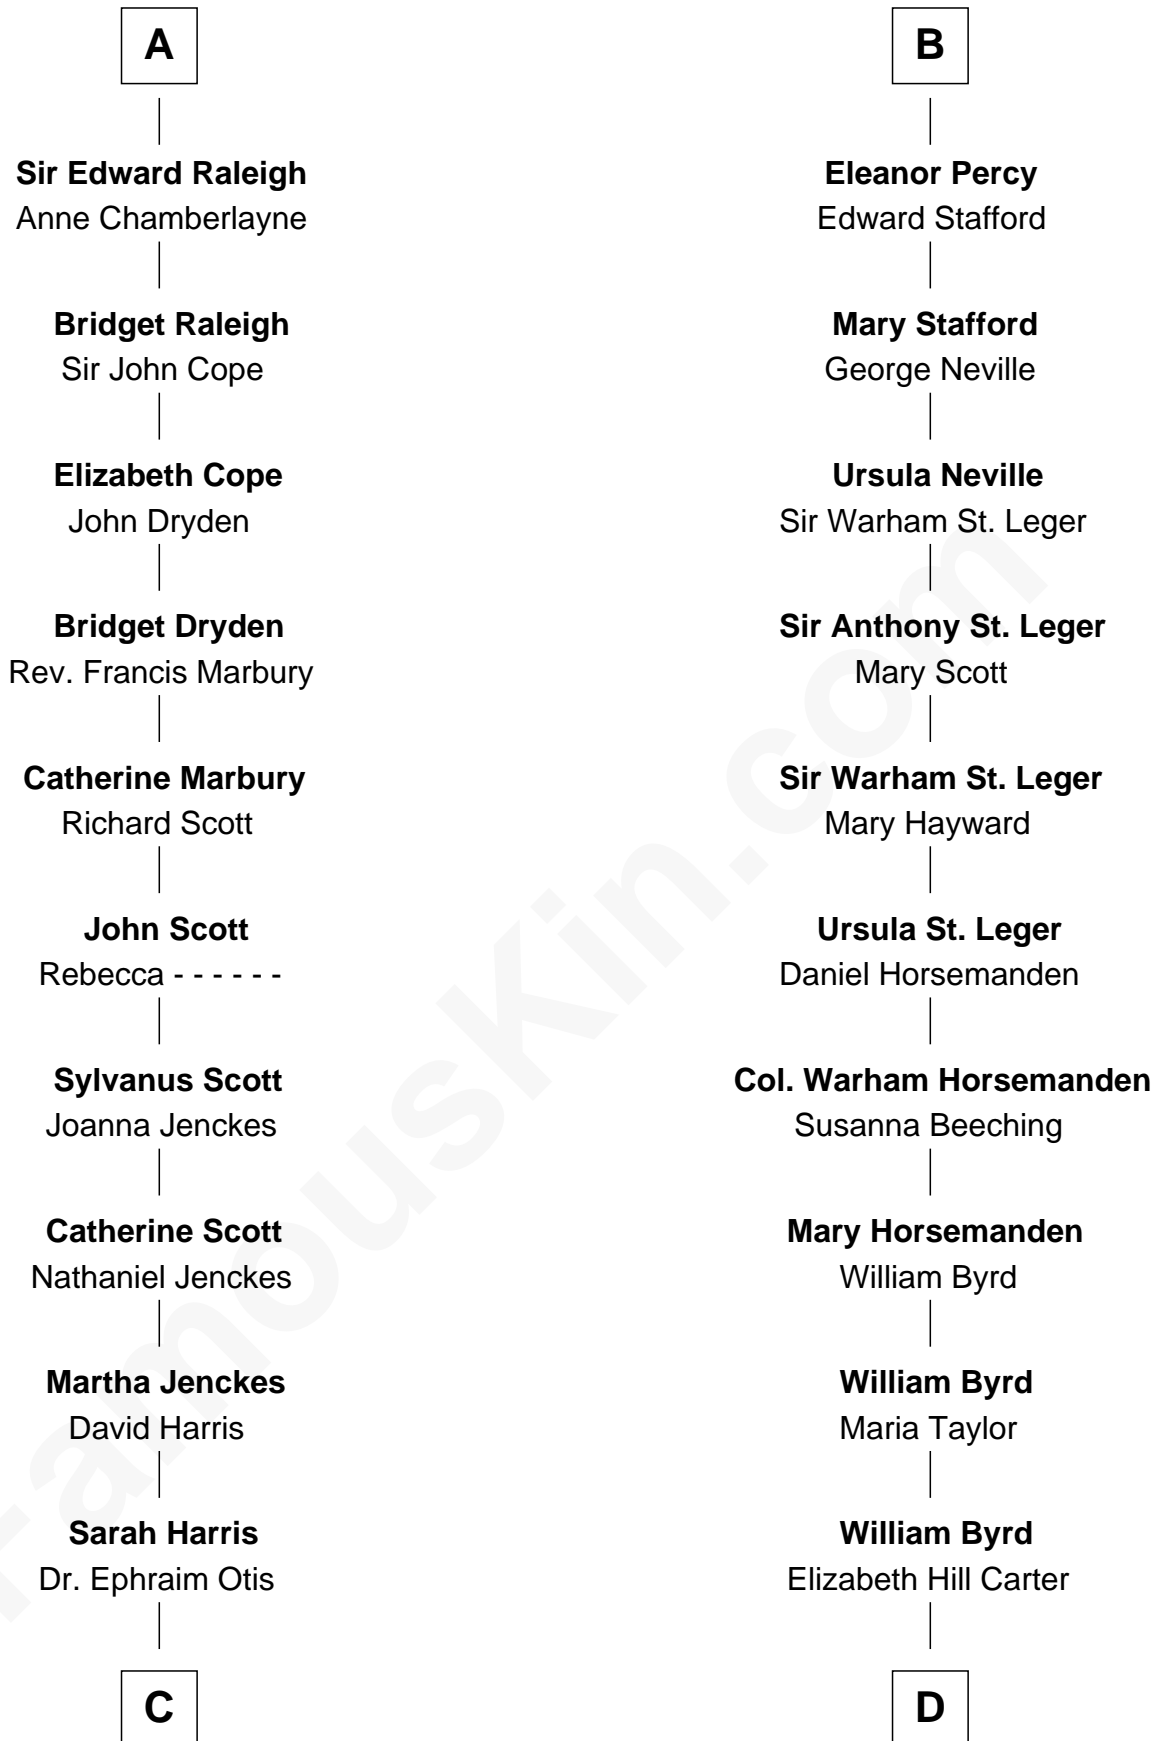 A
Sir Edward Raleigh
Anne Chamberlayne
Bridget Raleigh
Sir John Cope
Elizabeth Cope
John Dryden
Bridget Dryden
Rev. Francis Marbury
Catherine Marbury
Richard Scott
John Scott
Rebecca - - - - - -
Sylvanus Scott
Joanna Jenckes
Catherine Scott
Nathaniel Jenckes
Martha Jenckes
David Harris
Sarah Harris
Dr. Ephraim Otis
C
B
Eleanor Percy
Edward Stafford
Mary Stafford
George Neville
Ursula Neville
Sir Warham St. Leger
Sir Anthony St. Leger
Mary Scott
Sir Warham St. Leger
Mary Hayward
Ursula St. Leger
Daniel Horsemanden
Col. Warham Horsemanden
Susanna Beeching
Mary Horsemanden
William Byrd
William Byrd
Maria Taylor
William Byrd
Elizabeth Hill Carter
D
FamousKin.com